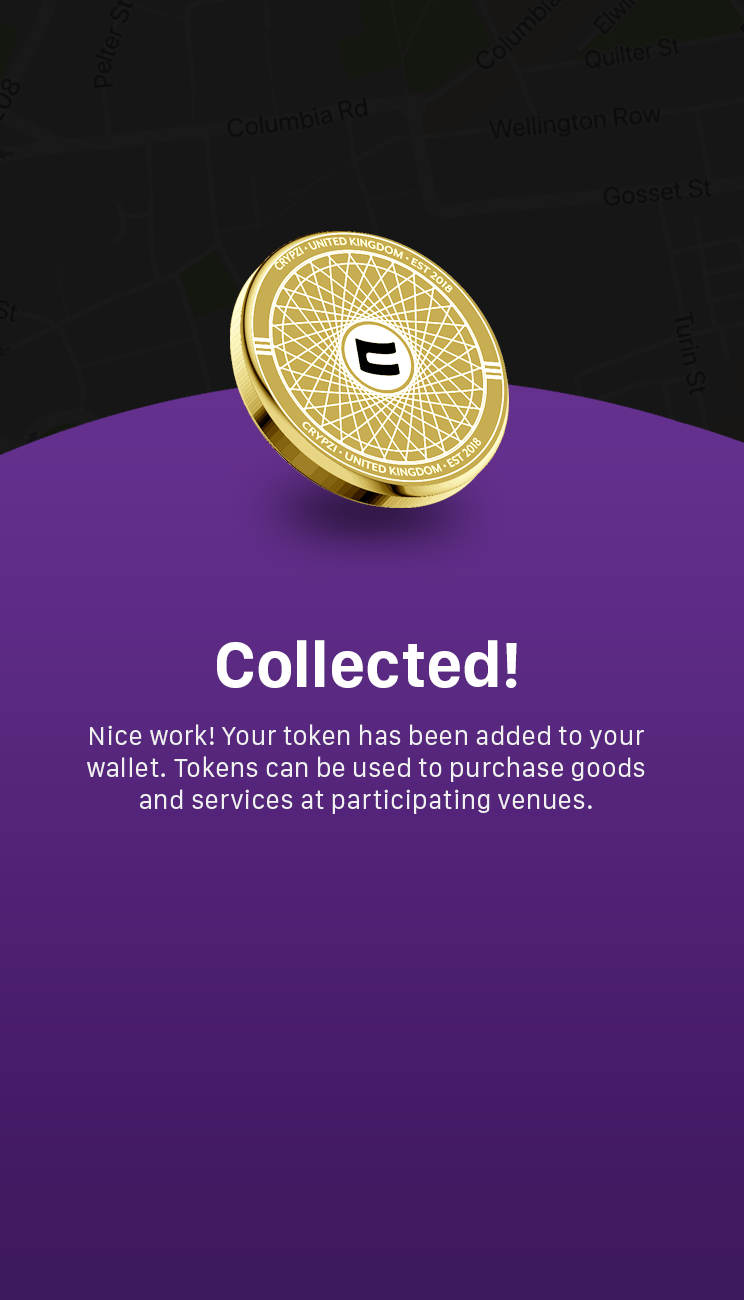 Pelter St
Columbia
Quilter St
Columbia Rd
Wellington Row
Gosset St
St
Turin St
CRYPZI • UNITED KINGDOM • EST 2018
CRYPZI • UNITED KINGDOM • EST 2018
Collected!
Nice work! Your token has been added to your
wallet. Tokens can be used to purchase goods
and services at participating venues.